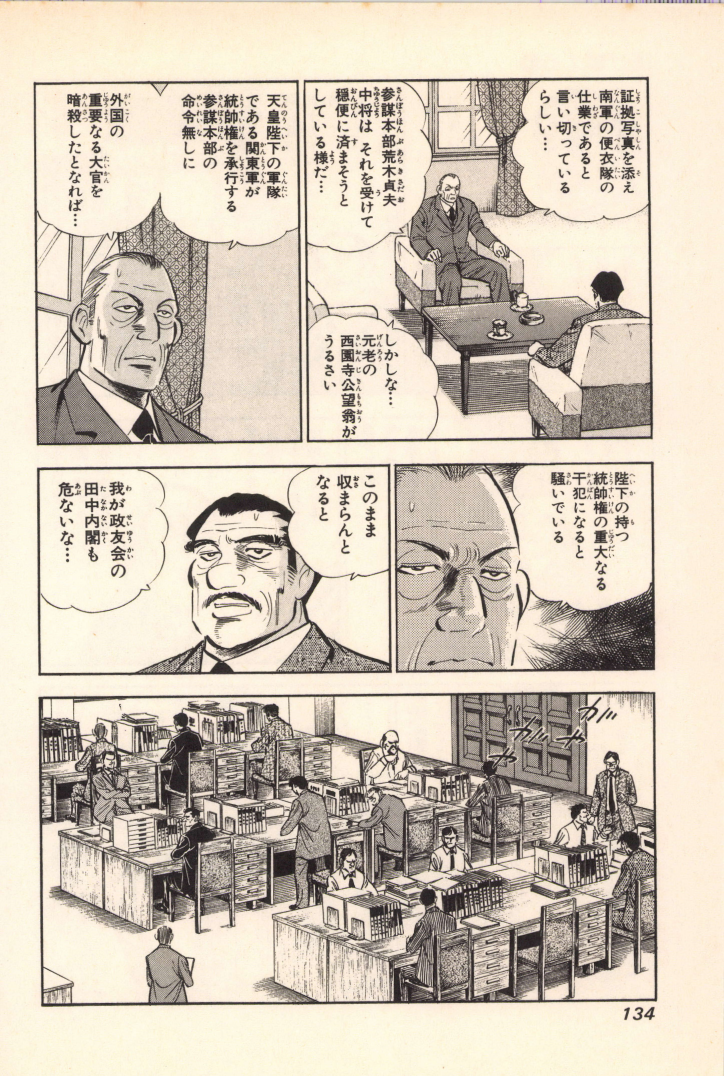 証拠写真を添え
南軍の便衣隊の
仕業であると
言い切っている
らしい…
参謀本部荒木貞夫
中将は それを受けて
穏便に済まそうと
している様だ…
しかしな…
元老の
西園寺公望翁が
うるさい
天皇陛下の軍隊
である関東軍が
統帥権を承行する
参謀本部の
命令無しに
外国の
重要なる大官を
暗殺したとなれば…
陛下の持つ
統帥権の重大なる
干犯になると
騒いでいる
このまま
収まらんと
なると
我が政友会の
田中内閣も
危ないな…
ガヤ
ガヤ
134